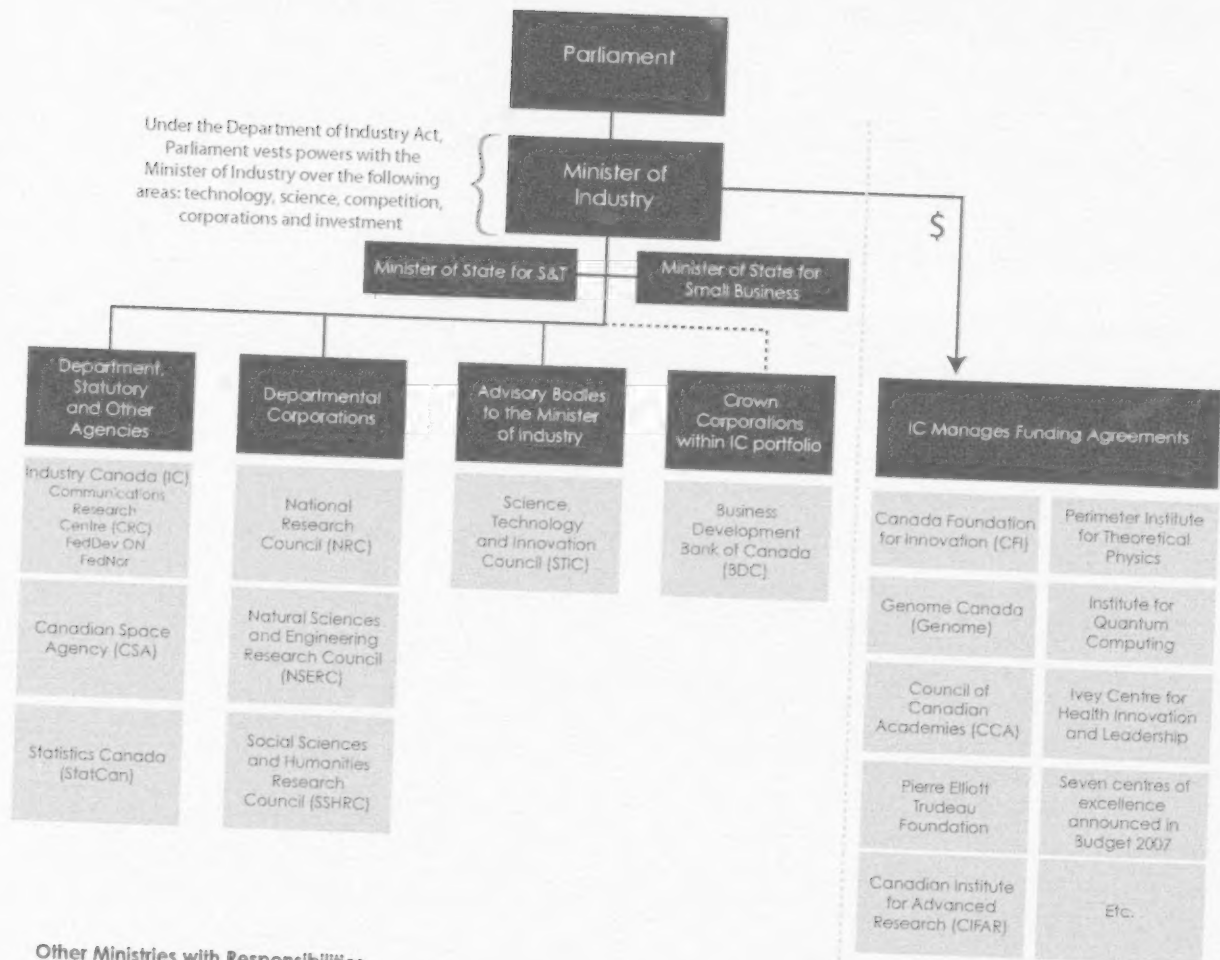 Parliament
Under the Department of Industry Act,
Parliament vests powers with the
Minister of Industry over the following
areas: technology, science, competition,
corporations and investment
Minister of
Industry
$
Minister of State for S&T
Minister of State for
Small Business
Department,
Statutory
and Other
Agencies
Industry Canada (IC)
Communications
Research
Centre (CRC)
FedDev ON
FedNor
Canadian Space
Agency (CSA)
Statistics Canada
(StatCan)
Departmental
Corporations
National
Research
Council (NRC)
Natural Sciences
and Engineering
Research Council
(NSERC)
Social Sciences
and Humanities
Research
Council (SSHRC)
Advisory Bodies
to the Minister
of Industry
Science,
Technology
and Innovation
Council (STIC)
Crown
Corporations
within IC portfolio
Business
Development
Bank of Canada
(BDC)
IC Manages Funding Agreements
Canada Foundation
for Innovation (CFI)
Genome Canada
(Genome)
Council of
Canadian
Academies (CCA)
Pierre Elliott
Trudeau
Foundation
Canadian Institute
for Advanced
Research (CIFAR)
Perimeter Institute
for Theoretical
Physics
Institute for
Quantum
Computing
Ivey Centre for
Health Innovation
and Leadership
Seven centres of
excellence
announced in
Budget 2007
Etc.
Other Ministries with Responsibilities